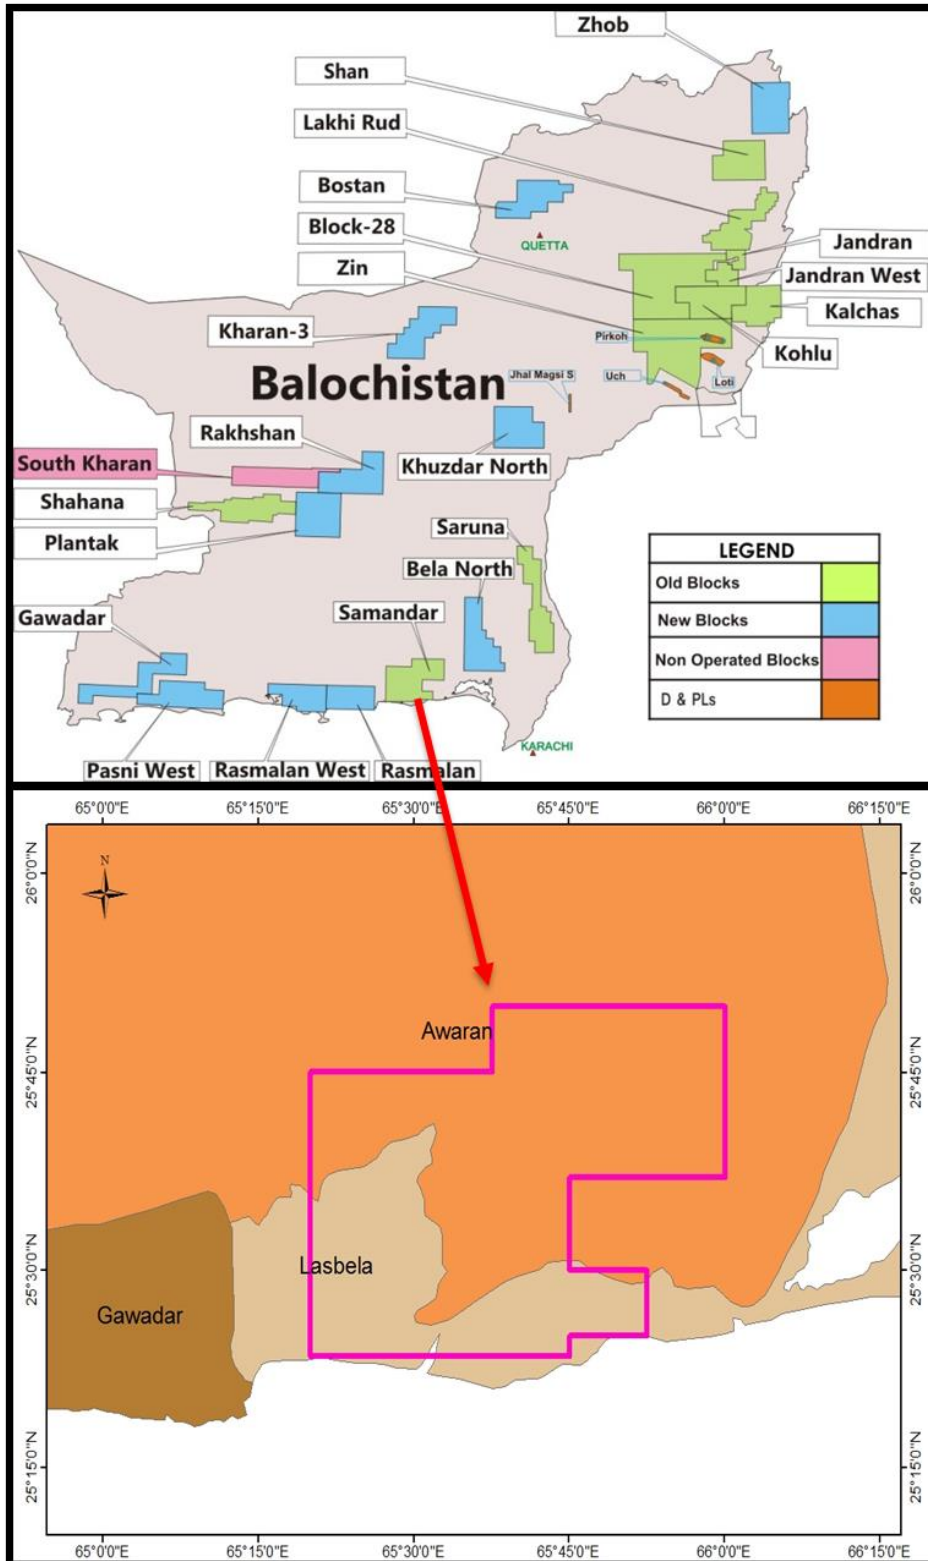 Zhob
Shan
Lakhi Rud
Bostan
Block-28
QUETTA
Jandran
Zin
Jandran West
Kalchas
Kharan-3
Pirkoh
Kohlu
Balochistan
Jhal Magsi S
Uch
Loti
Rakhshan
South Kharan
Khuzdar North
Shahana
Plantak
Saruna
LEGEND
Bela North
Old Blocks
Gawadar
Samandar
New Blocks
Non Operated Blocks
D & PLs
KARACHI
Pasni West
Rasmalan West
Rasmalan
65°0'0"E 65°15'0"E 65°30'0"E 65°45'0"E 66°0'0"E 66°15'0"E
N
26°0'0"N
26°0'0"N
Awaran
25°45'0"N
25°45'0"N
Lasbela
25°30'0"N
25°30'0"N
Gawadar
25°15'0"N
25°15'0"N
65°0'0"E 65°15'0"E 65°30'0"E 65°45'0"E 66°0'0"E 66°15'0"E